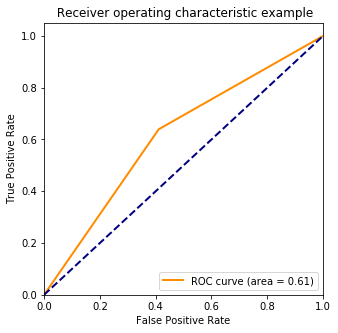 Receiver operating characteristic example
True Positive Rate
1.0
0.8
0.6
0.4
0.2
0.0
ROC curve (area = 0.61)
0.0 0.2 0.4 0.6 0.8 1.0
False Positive Rate